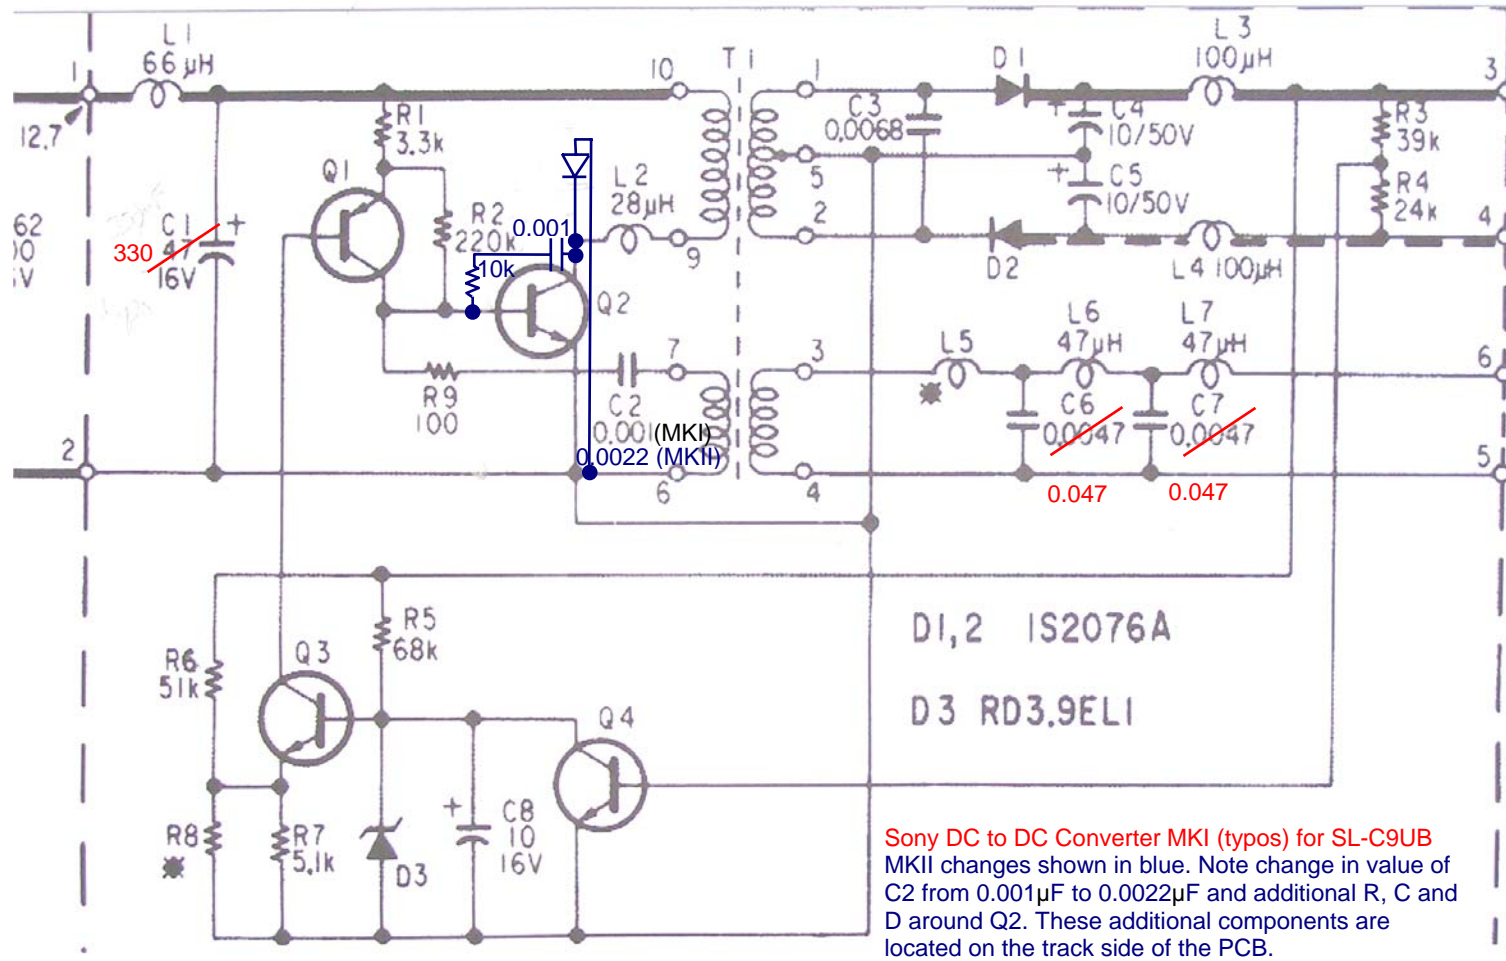 L1
66µH
1
12.7
62
00
V
330
C1
47
16V
+
R1
3.3k
Q1
R2
220k
0.001
10k
L2
28µH
10
T1
9
Q2
7
R9
100
C2
0.001 (MKI)
0.0022 (MKII)
6
2
1
C3
0.0068
5
2
D1
+
C4
10/50V
+
C5
10/50V
D2
L3
100µH
3
R3
39k
R4
24k
4
L4 100µH
3
L5
L6
47µH
L7
47µH
6
C6
0.0047
C7
0.0047
0.047
0.047
4
5
R5
68k
R6
51k
Q3
Q4
R8
R7
5.1k
D3
+
C8
10
16V
D1,2 1S2076A
D3 RD3.9EL1
Sony DC to DC Converter MKI (typos) for SL-C9UB
MKII changes shown in blue. Note change in value of
C2 from 0.001µF to 0.0022µF and additional R, C and
D around Q2. These additional components are
located on the track side of the PCB.